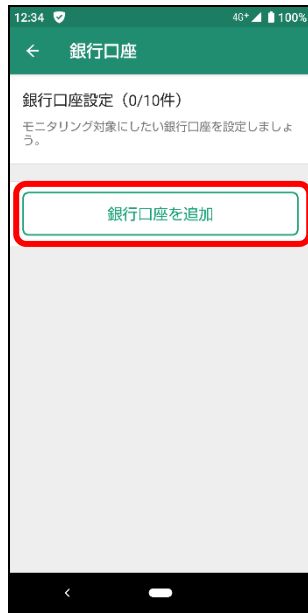 12:34 4G+ 100%
銀行口座
銀行口座設定（0/10件）
モニタリング対象にしたい銀行口座を設定しましょ
う。
銀行口座を追加